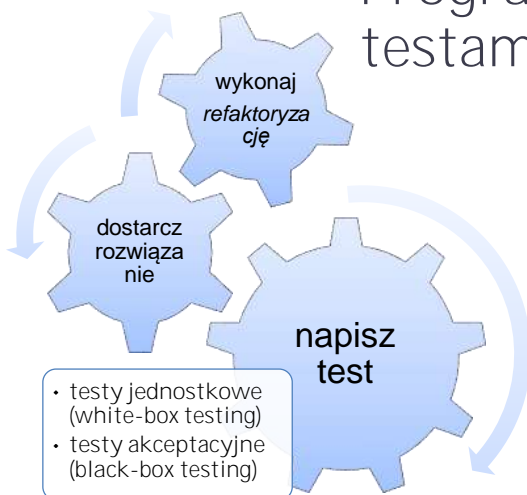 testam
wykonaj
refaktoryza
cję
dostarcz
rozwiąza
nie
napisz
test
• testy jednostkowe
(white-box testing)
• testy akceptacyjne
(black-box testing)